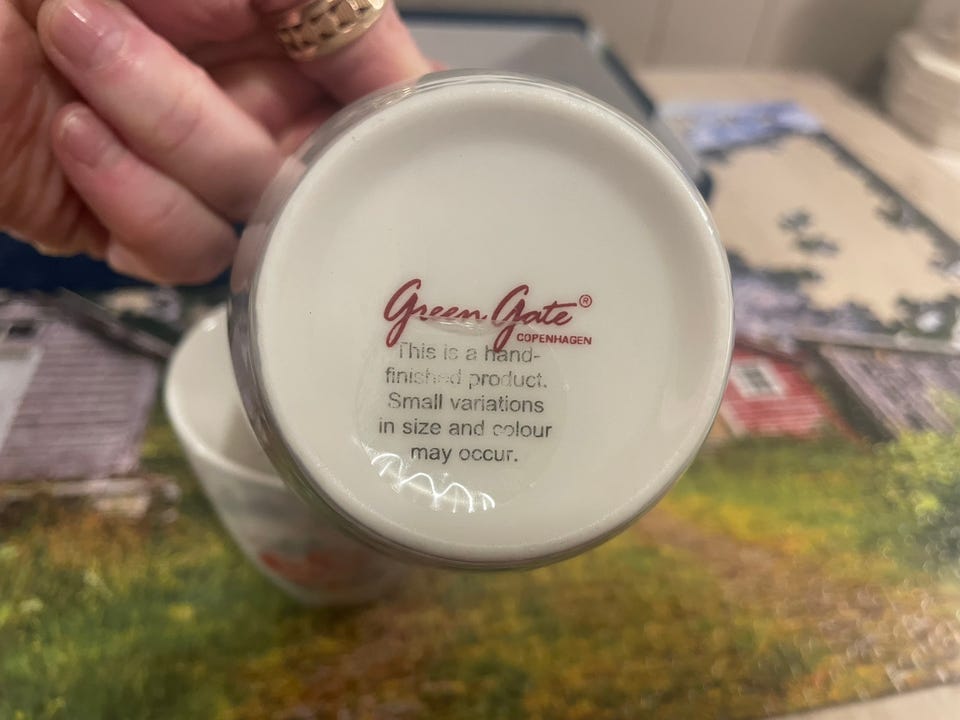 Green Gate®
COPENHAGEN
This is a hand-
finished product.
Small variations
in size and colour
may occur.